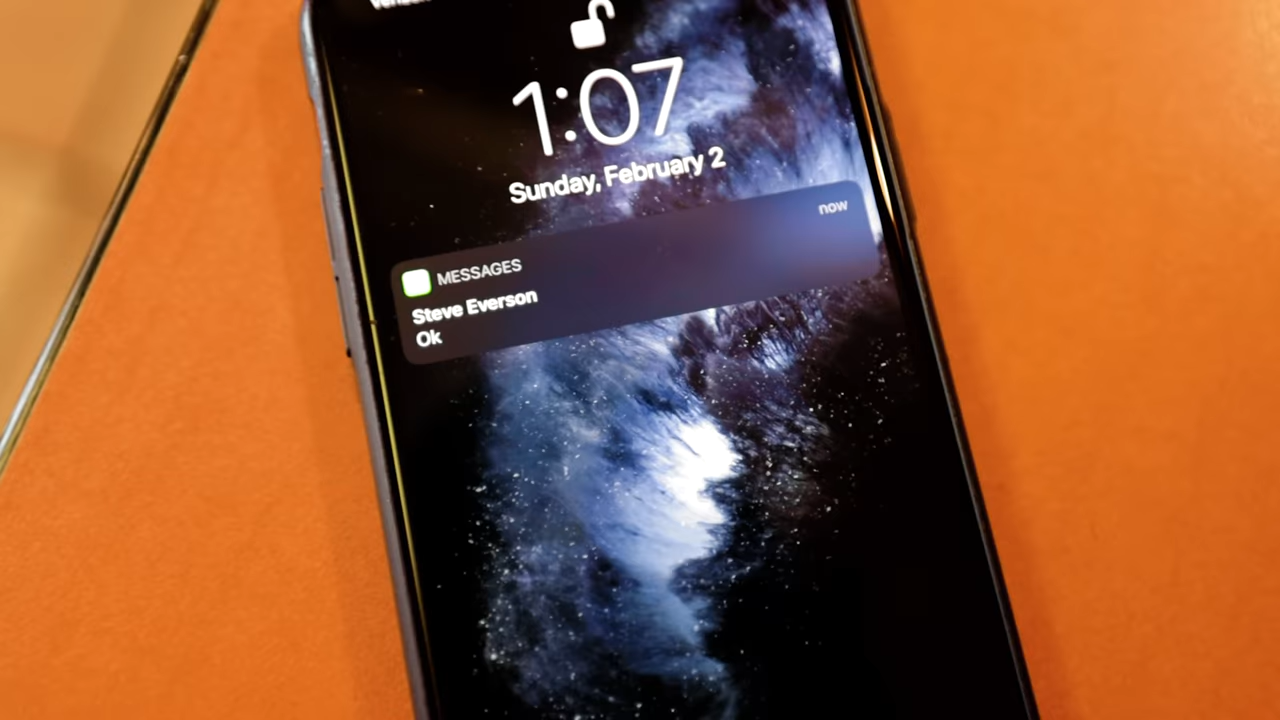 1:07
Sunday, February 2
now
MESSAGES
Steve Everson
Ok